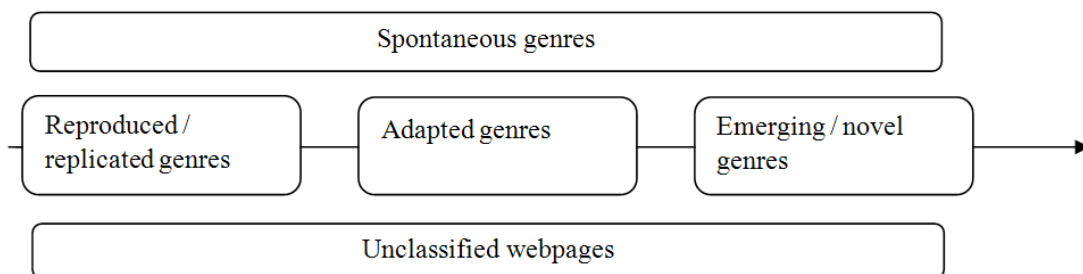 Spontaneous genres
Reproduced /
replicated genres
Adapted genres
Emerging / novel
genres
Unclassified webpages